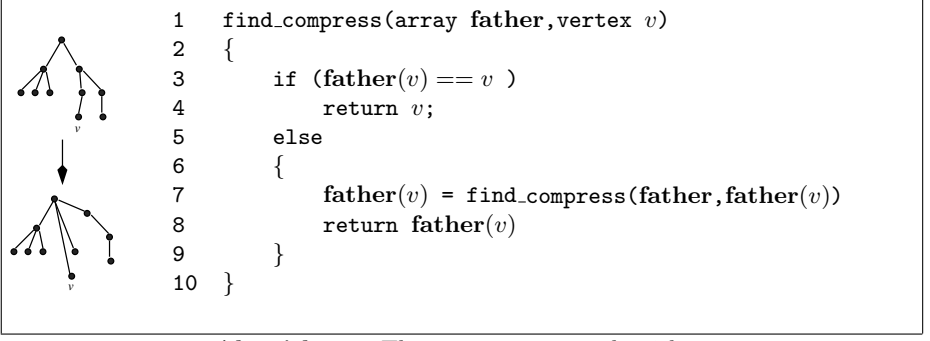 1 find_compress(array father,vertex v)
2 {
3 if (father(v) == v )
4 return v;
5 else
6 {
7 father(v) = find_compress(father,father(v))
8 return father(v)
9 }
10 }
v
v